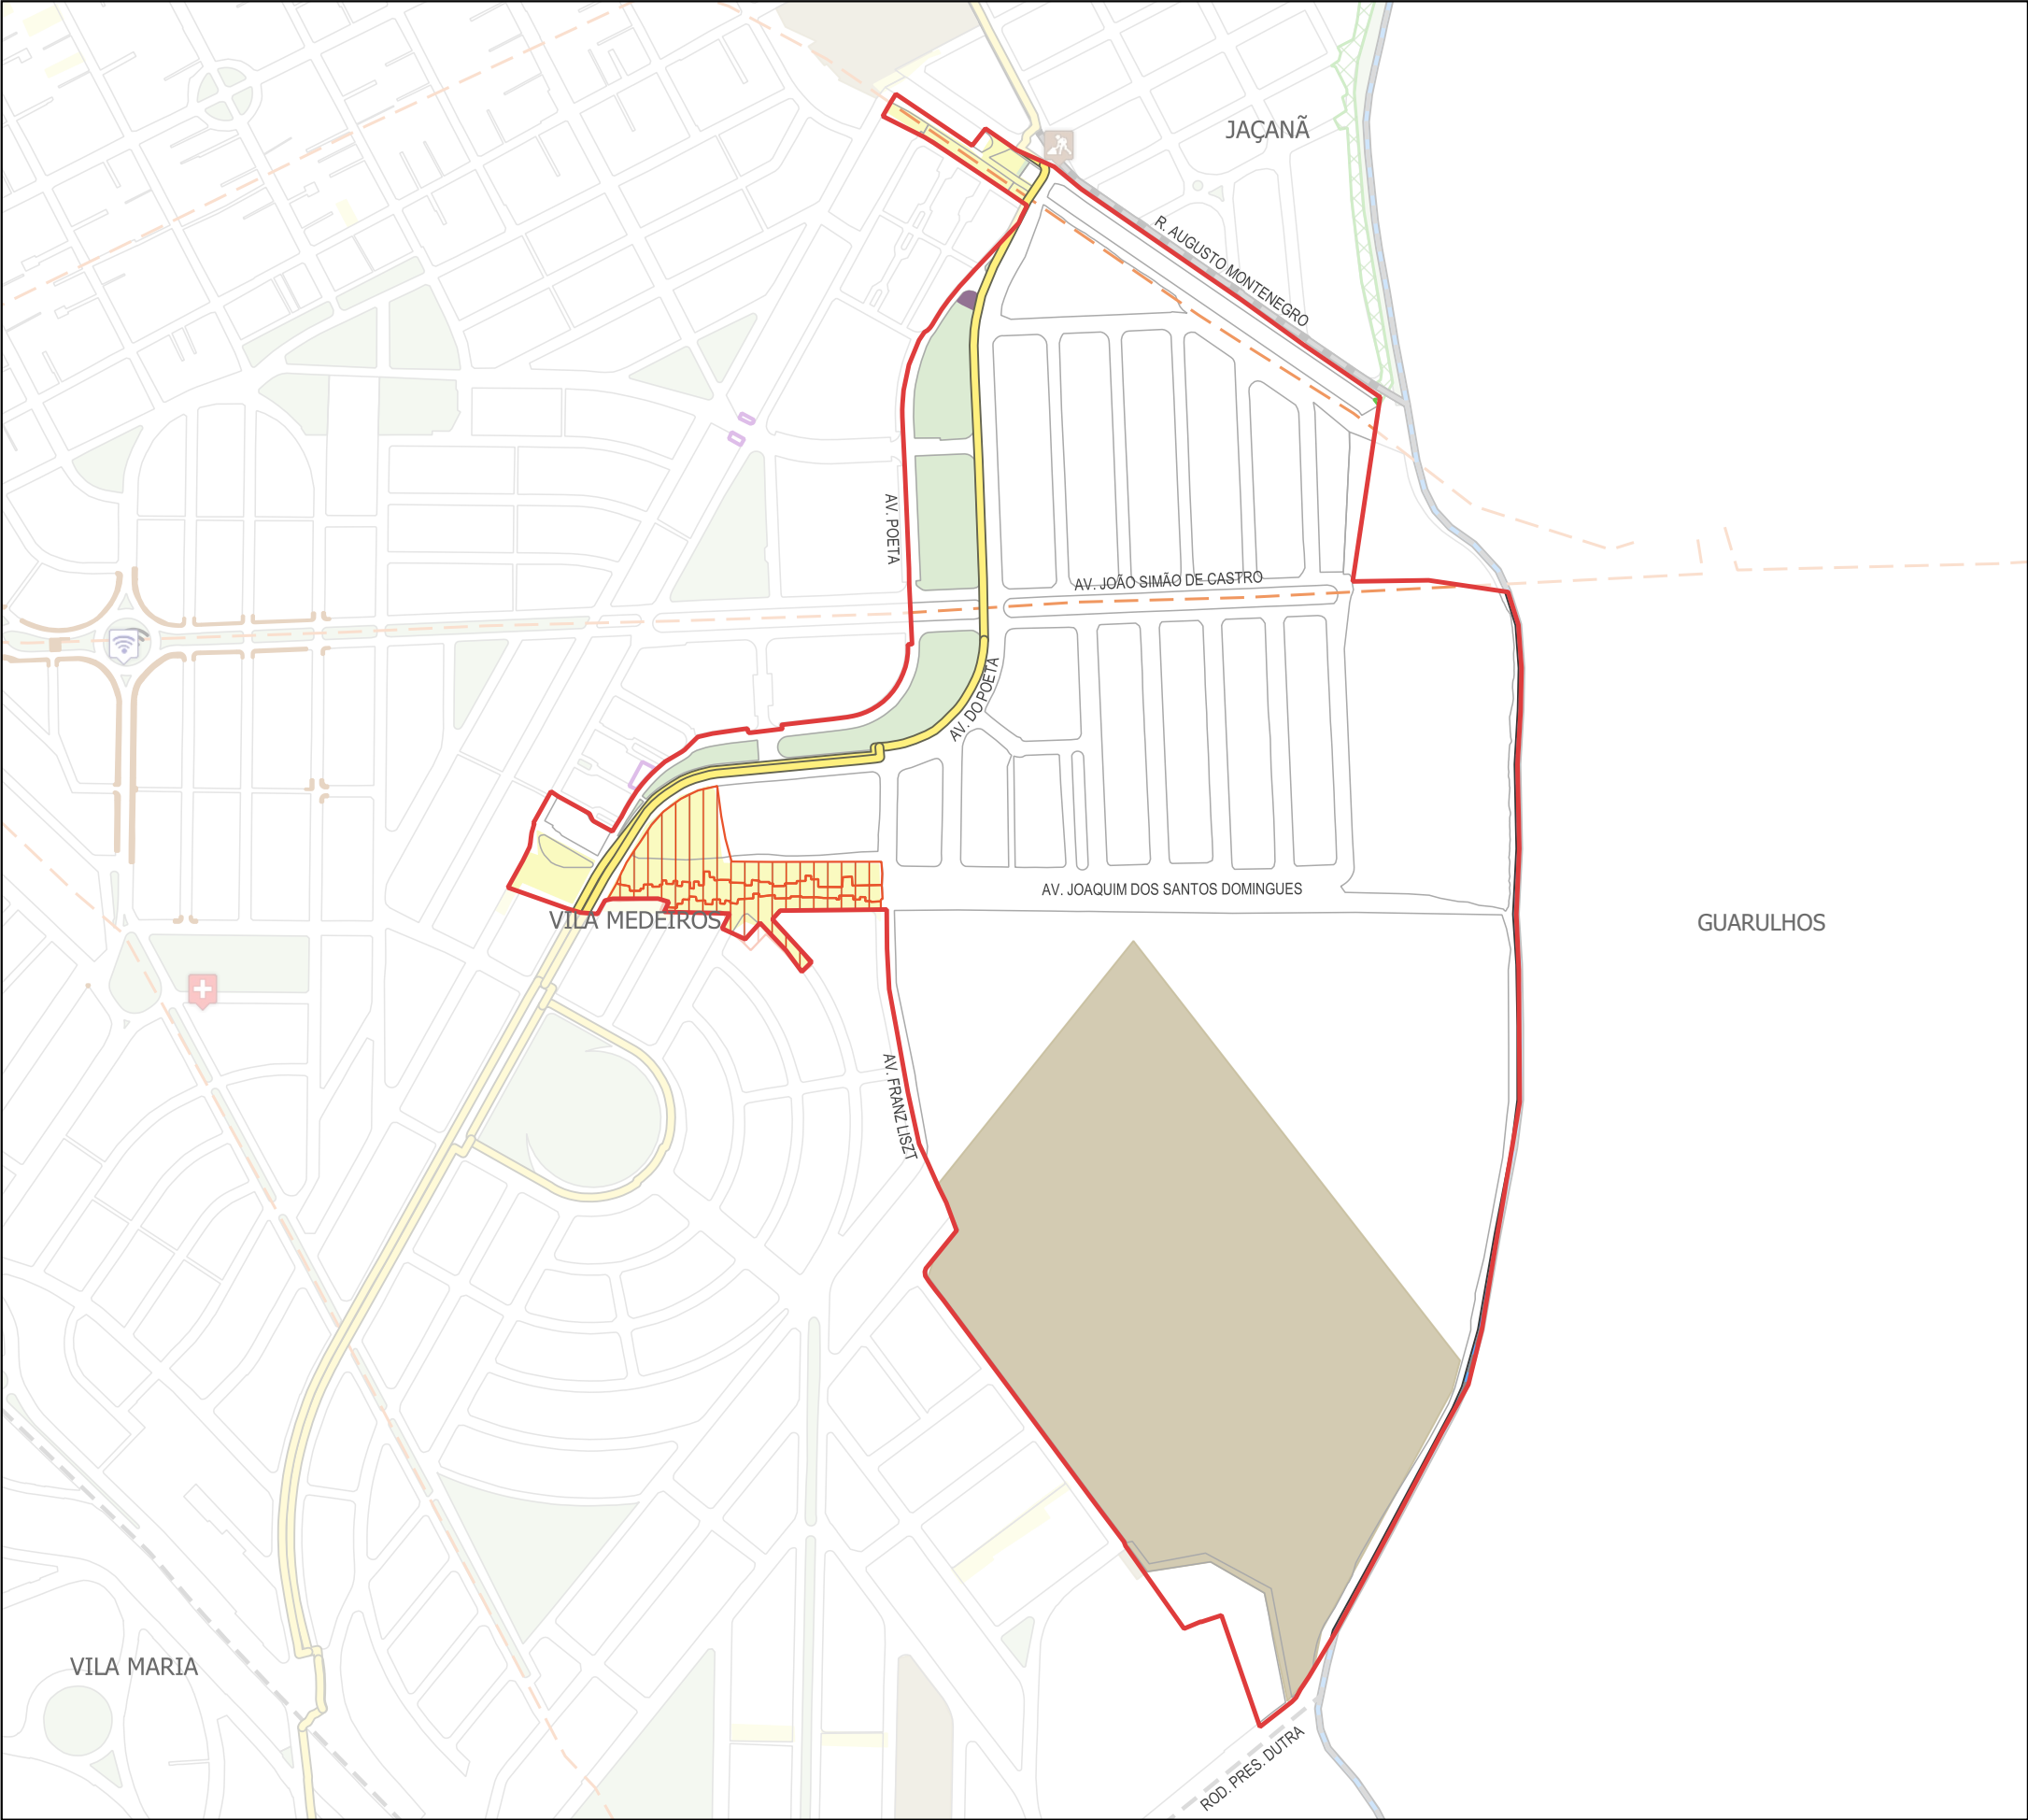 JAÇANÃ
R. AUGUSTO MONTENEGRO
AV. POETA
AV. JOÃO SIMÃO DE CASTRO
AV. DO POETA
AV. JOAQUIM DOS SANTOS DOMINGUES
VILA MEDEIROS
GUARULHOS
AV. FRANZ LISZT
VILA MARIA
ROD. PRES. DUTRA